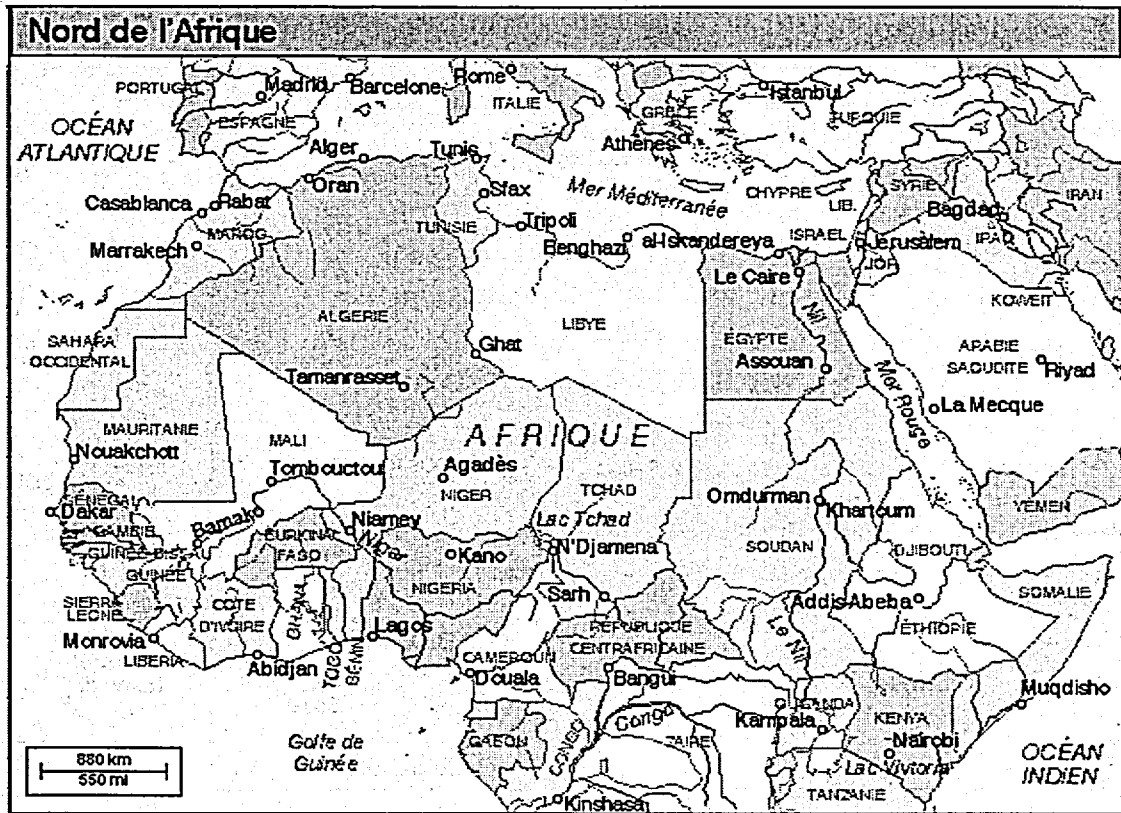 Nord de l'Afrique
PORTUGAL
Madrid
Barcelone
Rome
ITALIE
Istanbul
ESPAGNE
GRÈCE
TURQUIE
OCÉAN
ATLANTIQUE
Alger
Tunis
Athènes
Oran
Sfax
Mer Méditerranée
CHYPRE
SYRIE
IRAN
Casablanca
Rabat
MAROC
TUNISIE
Tripoli
LIB.
Bagdad
Marrakech
Benghazi
al-Iskandereya
ISRAEL
Jérusalem
Le Caire
JOR
KOWEIT
ALGÉRIE
LIBYE
Nil
SAHARA
OCCIDENTAL
Ghat
ÉGYPTE
ARABIE
SAOUDITE
Assouan
Riyad
Tamanrasset
Mer Rouge
La Mecque
MAURITANIE
MALI
AFRIQUE
Nouakchott
Tombouctou
Agadès
NIGER
TCHAD
Omdurman
Khartoum
YEMEN
Dakar
GAMBIE
Bamako
Niamey
Lac Tchad
BURKINA
FASO
Niger
Kano
N'Djamena
SOUDAN
DJIBOUTI
GUINÉE-BISSAU
GUINÉE
NIGERIA
SOMALIE
SIERRA
LEONE
COTE
D'IVOIRE
GHANA
Sarh
Addis-Abeba
Lagos
RÉPUBLIQUE
CENTRAFRICAINE
Le Nil
ÉTHIOPIE
Monrovia
LIBERIA
Abidjan
TOGO
BÉNIN
CAMEROUN
Douala
Bangui
Muqdisho
Congo
OUGANDA
Kampala
KENYA
Golfe de
Guinée
GABON
CONGO
ZAIRE
Nairobi
OCÉAN
INDIEN
880 km
550 mi
TANZANIE
Kinshasa